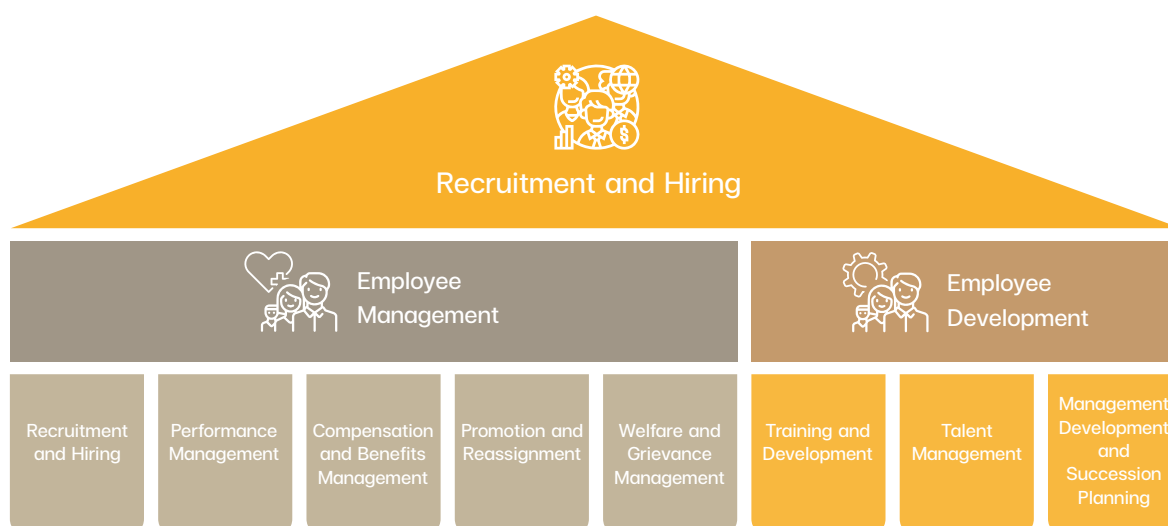 $
Recruitment and Hiring
Employee
Management
Employee
Development
Recruitment
and Hiring
Performance
Management
Compensation
and Benefits
Management
Promotion and
Reassignment
Welfare and
Grievance
Management
Training and
Development
Talent
Management
Management
Development
and
Succession
Planning